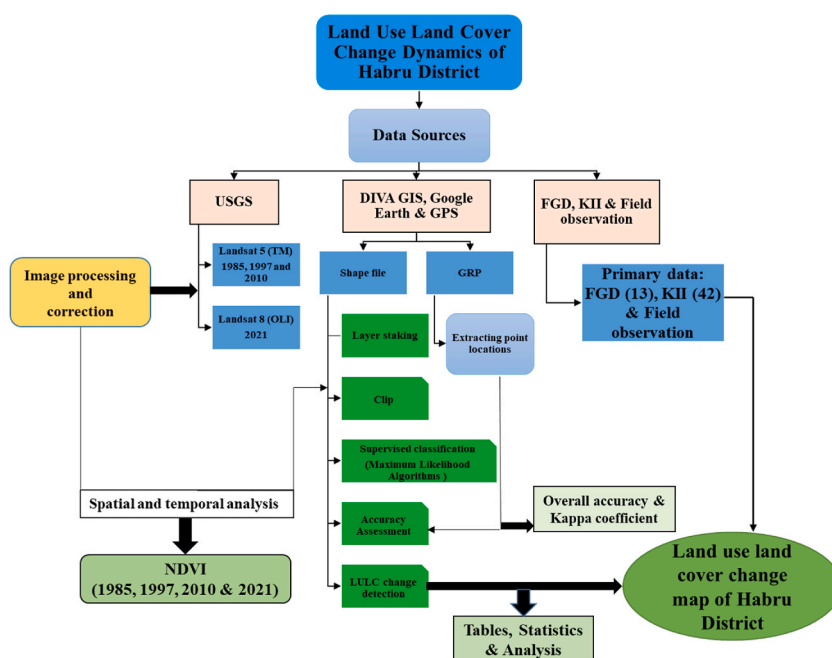 Land Use Land Cover
Change Dynamics of
Habru District
Data Sources
USGS
DIVA GIS, Google
Earth & GPS
FGD, KII & Field
observation
Landsat 5 (TM)
1985, 1997 and
2010
Landsat 8 (OLI)
2021
Image processing
and
correction
Shape file
GRP
Primary data:
FGD (13), KII (42)
& Field
observation
Layer staking
Extracting point
locations
Clip
Supervised classification
(Maximum Likelihood
Algorithms )
Spatial and temporal analysis
Accuracy
Assessment
Overall accuracy &
Kappa coefficient
NDVI
(1985, 1997, 2010 & 2021)
LULC change
detection
Land use land
cover change
map of Habru
District
Tables, Statistics
& Analysis